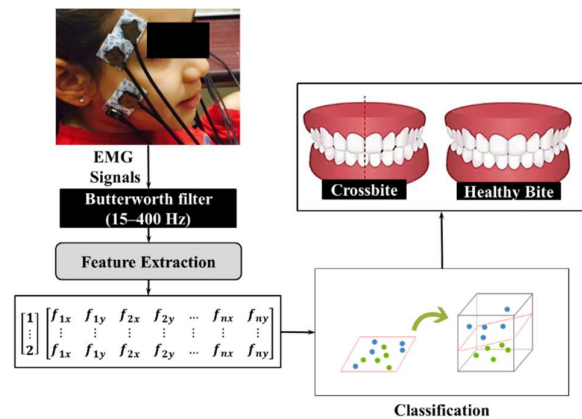 EMG
Signals
Butterworth filter
(15–400 Hz)
Feature Extraction
[1 ⋮ 2] [f1x f1y f2x f2y ... fnx fny
⋮ ⋮ ⋮ ⋮ ⋮ ⋮
f1x f1y f2x f2y ... fnx fny]
Crossbite
Healthy Bite
Classification